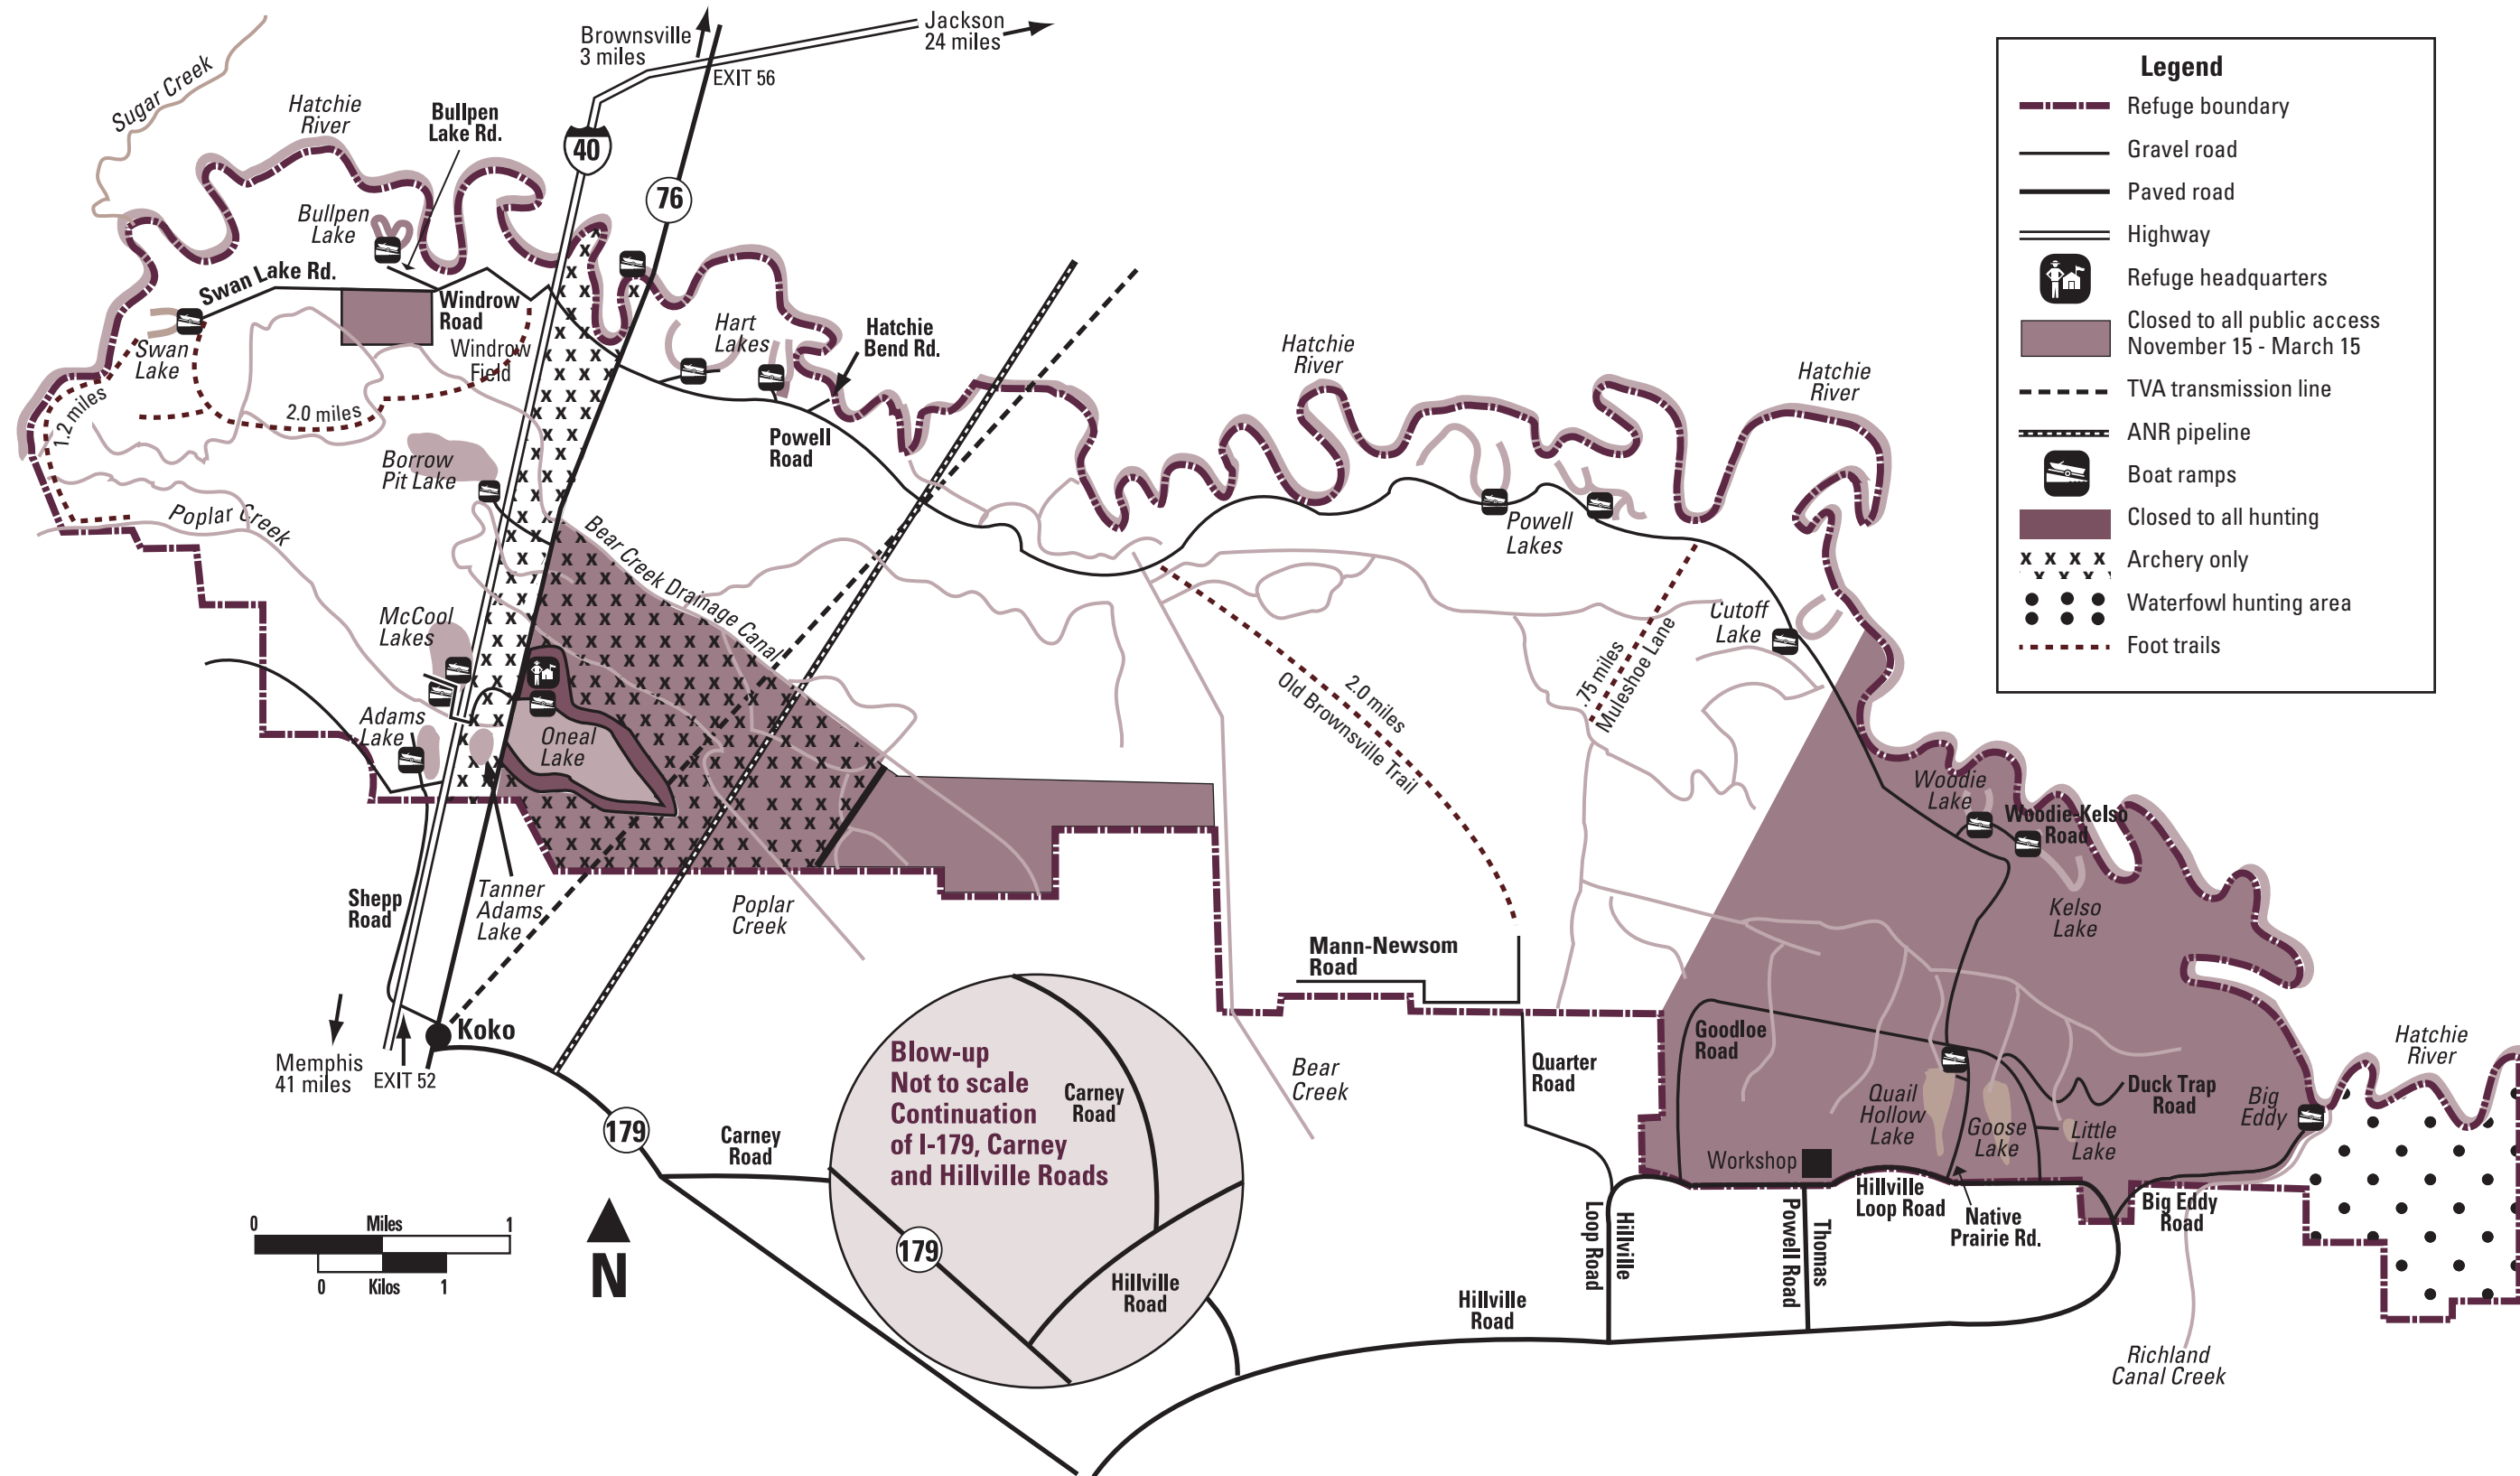 Brownsville
3 miles
Jackson
24 miles
EXIT 56
Sugar Creek
Hatchie
River
Bullpen
Lake Rd.
40
76
Bullpen
Lake
Swan Lake Rd.
Windrow
Road
Windrow
Field
Swan
Lake
1.2 miles
2.0 miles
Hart
Lakes
Hatchie
Bend Rd.
Powell
Road
Borrow
Pit Lake
Poplar Creek
Bear Creek Drainage Canal
McCool
Lakes
Adams
Lake
Oneal
Lake
Tanner
Adams
Lake
Shepp
Road
Poplar
Creek
Koko
Memphis
41 miles
EXIT 52
179
Carney
Road
0 Miles 1
0 Kilos 1
N
Blow-up
Not to scale
Continuation
of I-179, Carney
and Hillville Roads
Carney
Road
179
Hillville
Road
Hatchie
River
Hatchie
River
Powell
Lakes
Cutoff
Lake
.75 miles
Muleshoe Lane
2.0 miles
Old Brownsville Trail
Mann-Newsom
Road
Bear
Creek
Quarter
Road
Goodloe
Road
Woodie
Lake
Woodie-Kelso
Road
Kelso
Lake
Quail
Hollow
Lake
Goose
Lake
Little
Lake
Duck Trap
Road
Big
Eddy
Hatchie
River
Workshop
Hillville
Loop Road
Native
Prairie Rd.
Big Eddy
Road
Hillville
Loop Road
Thomas
Powell Road
Hillville
Road
Richland
Canal Creek
Legend
Refuge boundary
Gravel road
Paved road
Highway
Refuge headquarters
Closed to all public access
November 15 - March 15
TVA transmission line
ANR pipeline
Boat ramps
Closed to all hunting
Archery only
Waterfowl hunting area
Foot trails